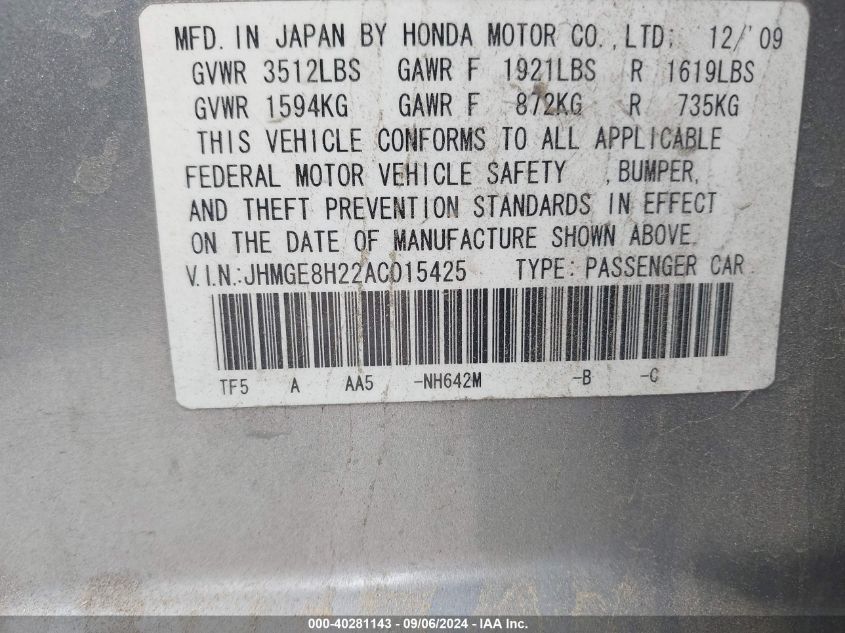 MFD. IN JAPAN BY HONDA MOTOR CO.,LTD; 12/'09
GVWR 3512LBS GAWR F 1921LBS R 1619LBS
GVWR 1594KG GAWR F 872KG R 735KG
THIS VEHICLE CONFORMS TO ALL APPLICABLE
FEDERAL MOTOR VEHICLE SAFETY ,BUMPER,
AND THEFT PREVENTION STANDARDS IN EFFECT
ON THE DATE OF MANUFACTURE SHOWN ABOVE.
V.I.N.:JHMGE8H22AC015425 TYPE: PASSENGER CAR
TF5 A AA5 -NH642M -B -C
000-40281143 - 09/06/2024 - IAA Inc.